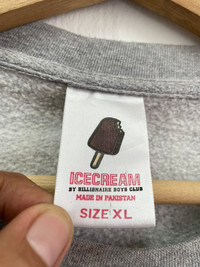 ICECREAM
BY BILLIONAIRE BOYS CLUB
MADE IN PAKISTAN
SIZE XL